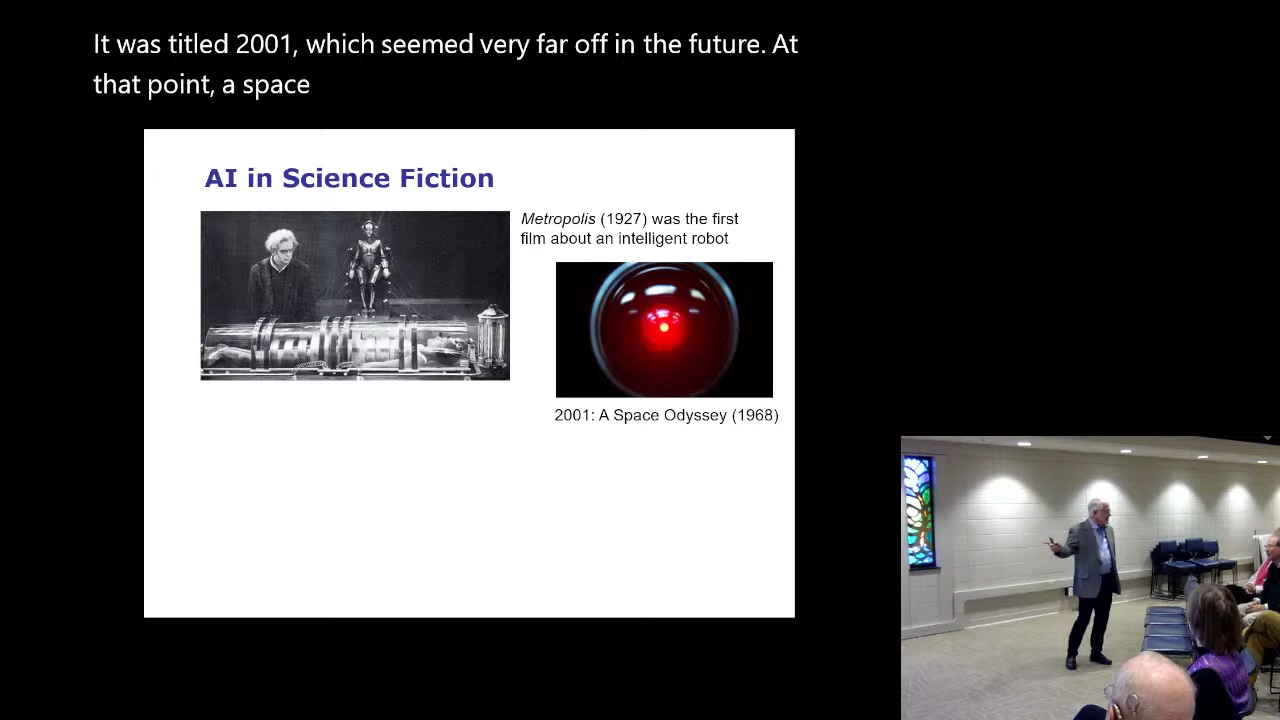 It was titled 2001, which seemed very far off in the future. At
that point, a space
AI in Science Fiction
Metropolis (1927) was the first
film about an intelligent robot
2001: A Space Odyssey (1968)